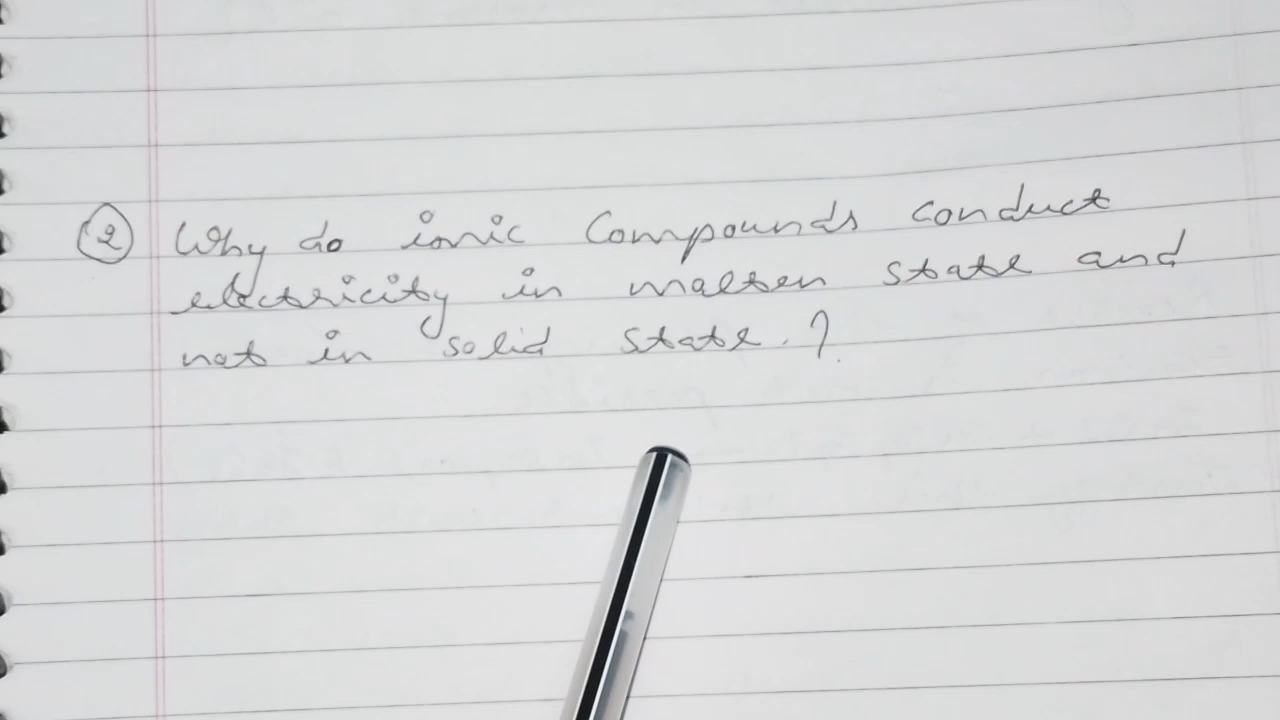 ② Why do ionic Compounds conduct
electricity in molten state and
not in solid state.?